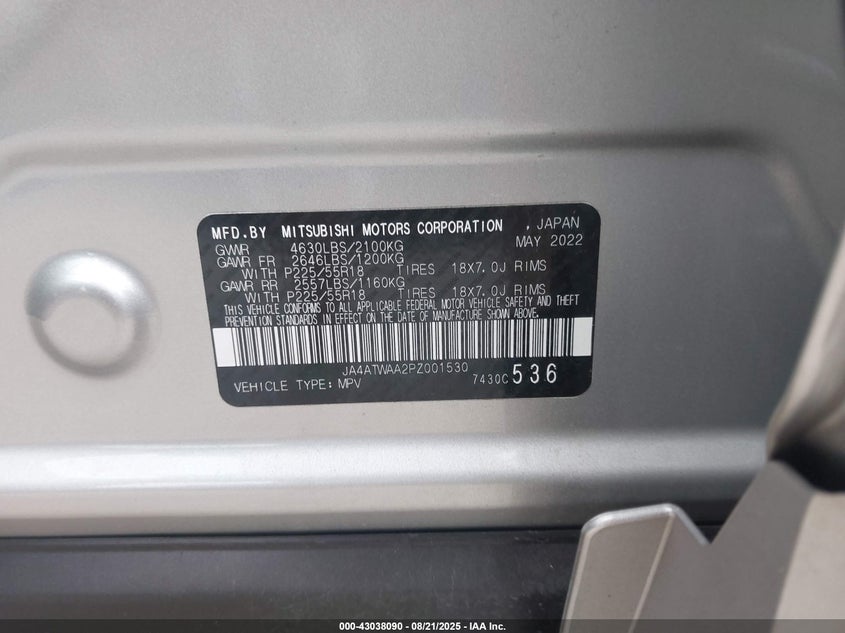 MFD.BY MITSUBISHI MOTORS CORPORATION , JAPAN
GVWR 4630LBS/2100KG MAY 2022
GAWR FR 2646LBS/1200KG
WITH P225/55R18 TIRES 18X7.0J RIMS
GAWR RR 2557LBS/1160KG
WITH P225/55R18 TIRES 18X7.0J RIMS
THIS VEHICLE CONFORMS TO ALL APPLICABLE FEDERAL MOTOR VEHICLE SAFETY AND THEFT
PREVENTION STANDARDS IN EFFECT ON THE DATE OF MANUFACTURE SHOWN ABOVE.
JA4ATWAA2PZ001530
VEHICLE TYPE: MPV 7430C 536
000-43038090 - 08/21/2025 - IAA Inc.